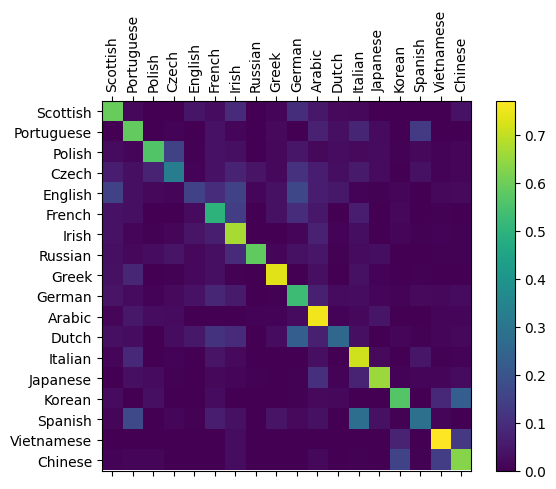 Scottish
Portuguese
Polish
Czech
English
French
Irish
Russian
Greek
German
Arabic
Dutch
Italian
Japanese
Korean
Spanish
Vietnamese
Chinese
Scottish
Portuguese
Polish
Czech
English
French
Irish
Russian
Greek
German
Arabic
Dutch
Italian
Japanese
Korean
Spanish
Vietnamese
Chinese
0.7
0.6
0.5
0.4
0.3
0.2
0.1
0.0